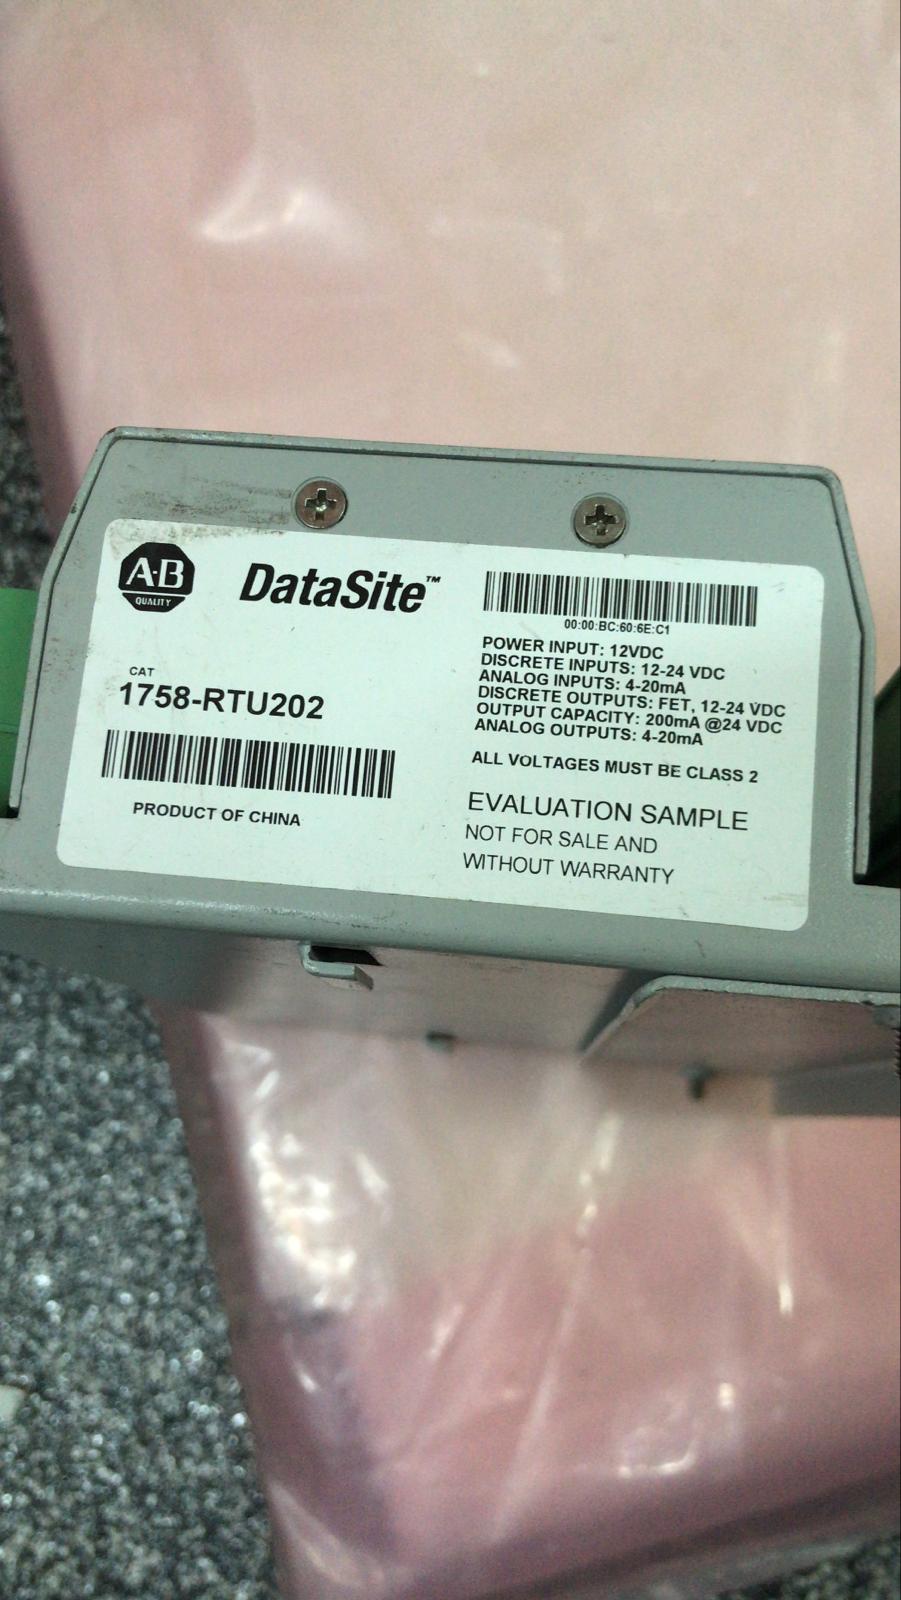 A-B
QUALITY
DataSite™
CAT
1758-RTU202
PRODUCT OF CHINA
00:00:BC:60:6E:C1
POWER INPUT: 12VDC
DISCRETE INPUTS: 12-24 VDC
ANALOG INPUTS: 4-20mA
DISCRETE OUTPUTS: FET, 12-24 VDC
OUTPUT CAPACITY: 200mA @24 VDC
ANALOG OUTPUTS: 4-20mA
ALL VOLTAGES MUST BE CLASS 2
EVALUATION SAMPLE
NOT FOR SALE AND
WITHOUT WARRANTY